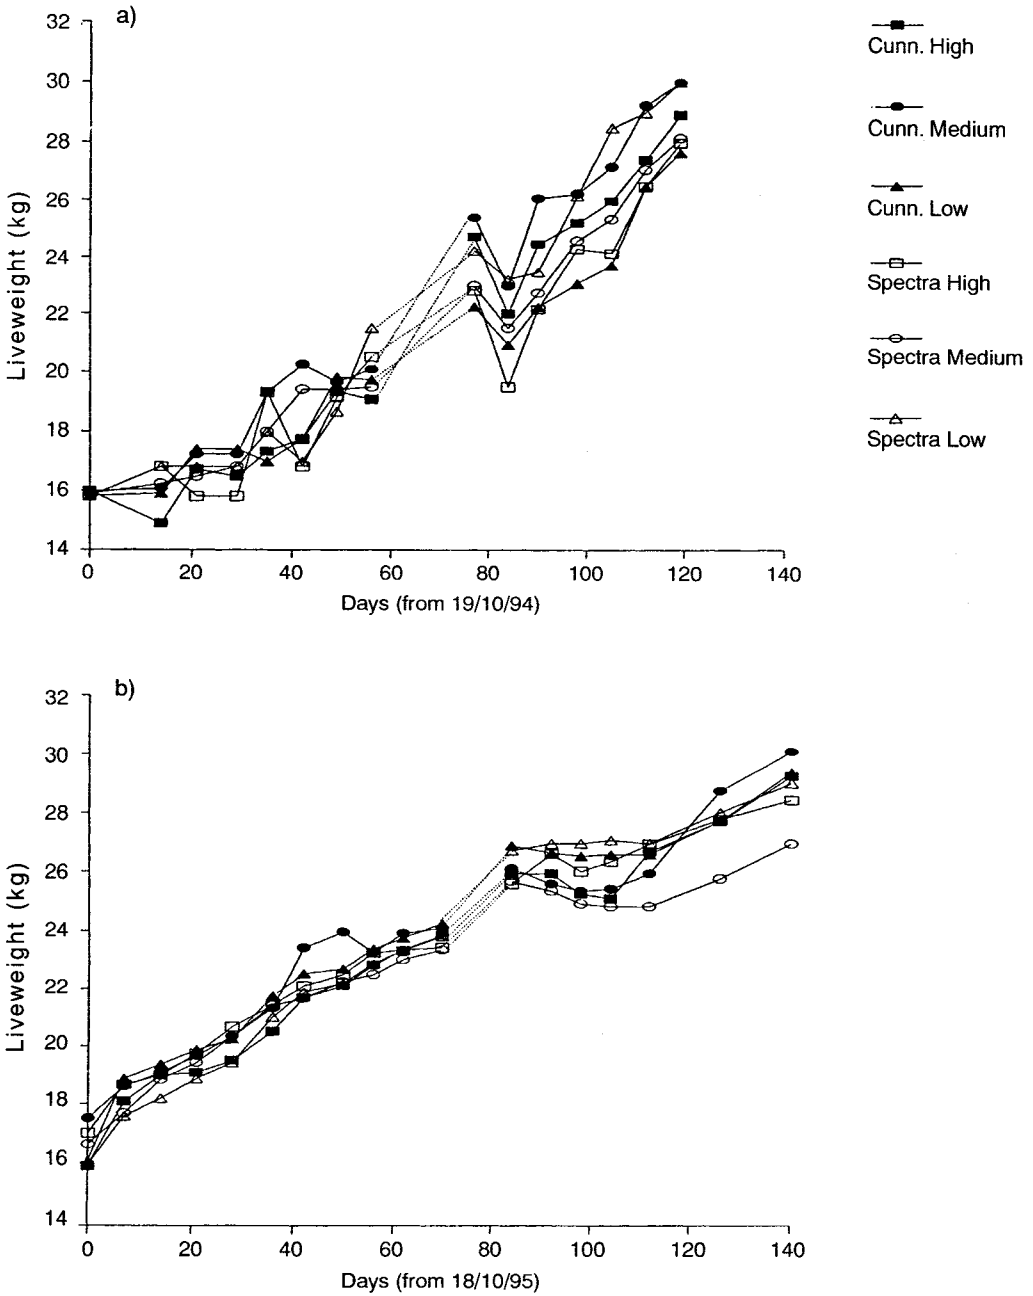 a)
32
30
28
26
24
22
20
18
16
14
Liveweight (kg)
0 20 40 60 80 100 120 140
Days (from 19/10/94)
Cunn. High
Cunn. Medium
Cunn. Low
Spectra High
Spectra Medium
Spectra Low
b)
32
30
28
26
24
22
20
18
16
14
Liveweight (kg)
0 20 40 60 80 100 120 140
Days (from 18/10/95)